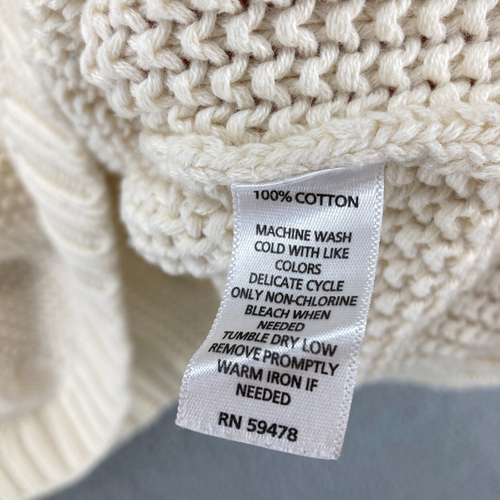 100% COTTON
MACHINE WASH
COLD WITH LIKE
COLORS
DELICATE CYCLE
ONLY NON-CHLORINE
BLEACH WHEN
NEEDED
TUMBLE DRY LOW
REMOVE PROMPTLY
WARM IRON IF
NEEDED
RN 59478